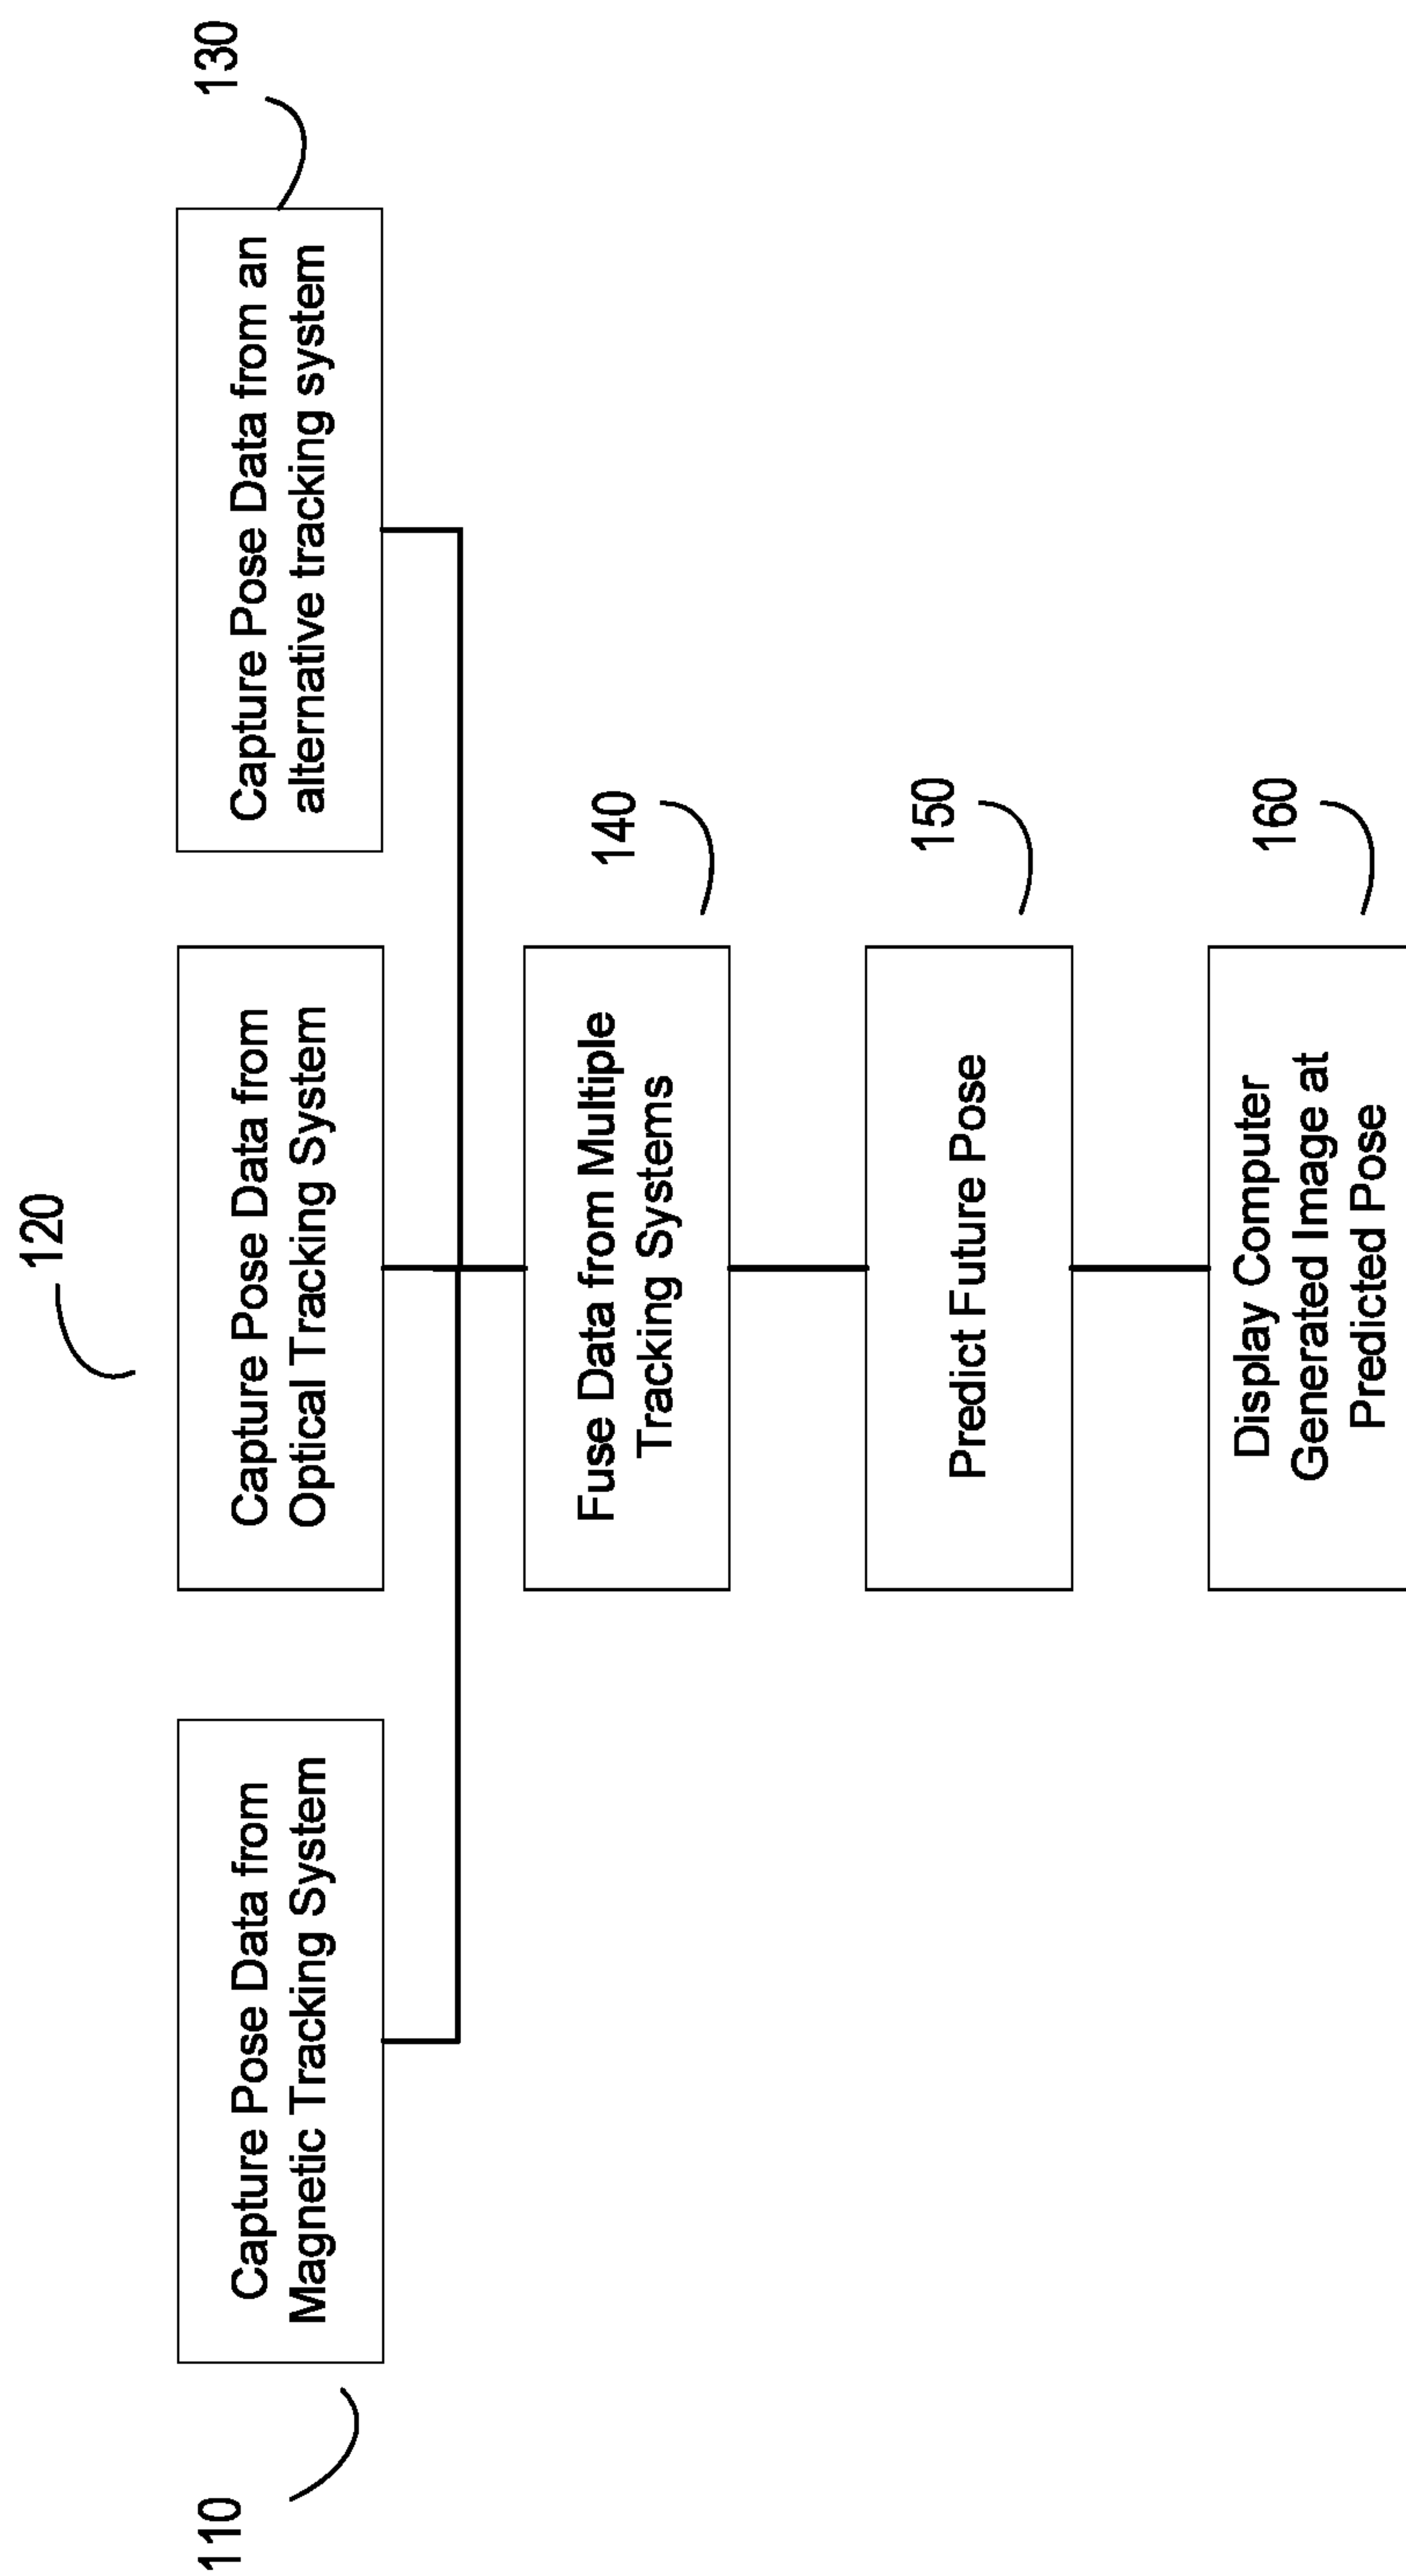 110
Capture Pose Data from
Magnetic Tracking System
120
Capture Pose Data from
Optical Tracking System
130
Capture Pose Data from an
alternative tracking system
140
Fuse Data from Multiple
Tracking Systems
150
Predict Future Pose
160
Display Computer
Generated Image at
Predicted Pose